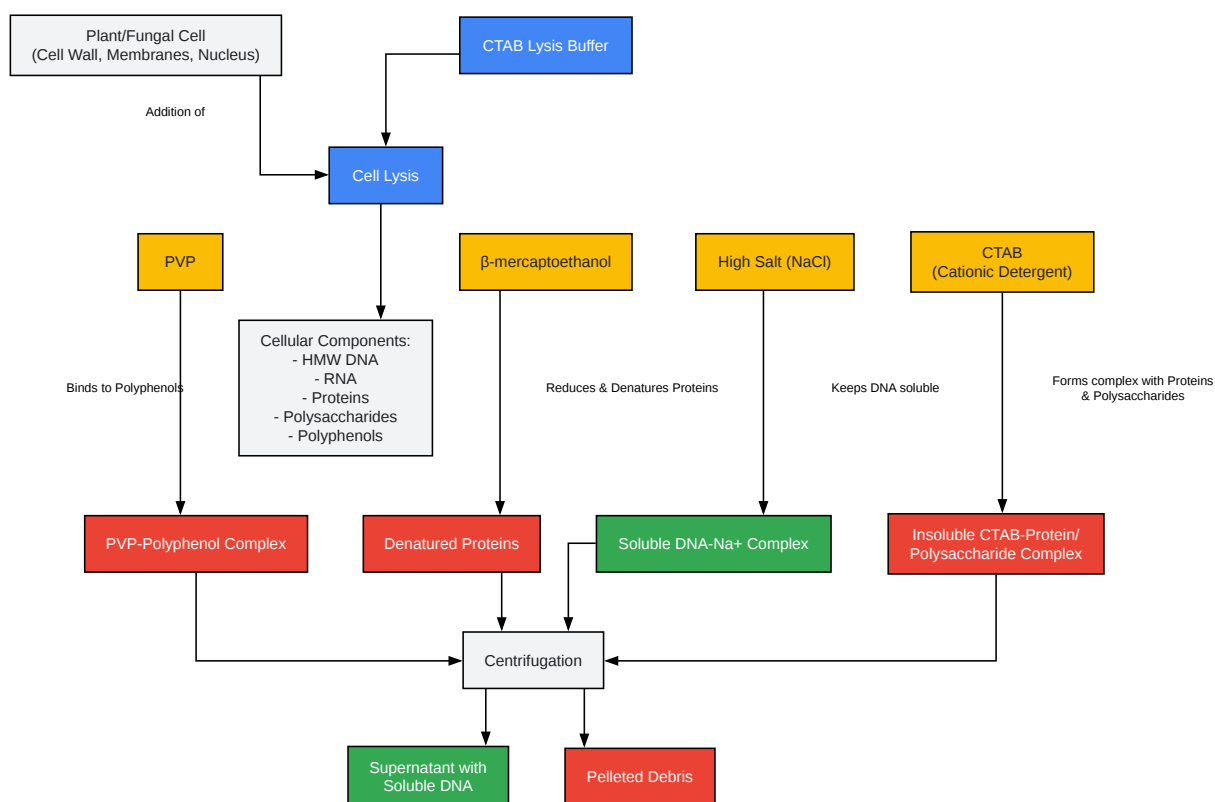 Plant/Fungal Cell
(Cell Wall, Membranes, Nucleus)
CTAB Lysis Buffer
Addition of
Cell Lysis
PVP
β-mercaptoethanol
High Salt (NaCl)
CTAB
(Cationic Detergent)
Cellular Components:
- HMW DNA
- RNA
- Proteins
- Polysaccharides
- Polyphenols
Binds to Polyphenols
Reduces & Denatures Proteins
Keeps DNA soluble
Forms complex with Proteins
& Polysaccharides
PVP-Polyphenol Complex
Denatured Proteins
Soluble DNA-Na+ Complex
Insoluble CTAB-Protein/
Polysaccharide Complex
Centrifugation
Supernatant with
Soluble DNA
Pelleted Debris